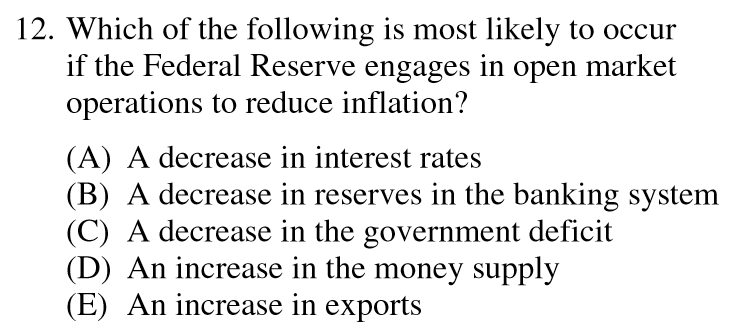 12. Which of the following is most likely to occur
if the Federal Reserve engages in open market
operations to reduce inflation?
(A) A decrease in interest rates
(B) A decrease in reserves in the banking system
(C) A decrease in the government deficit
(D) An increase in the money supply
(E) An increase in exports